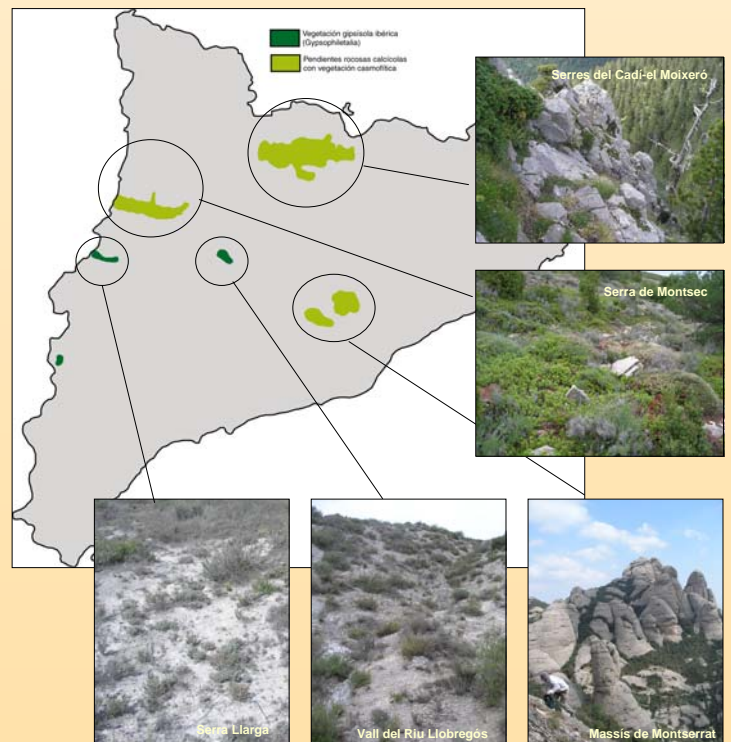 Vegetación gipsísola ibérica
(Gypsophiletalia)
Pendientes rocosas calcícolas
con vegetación casmofítica
Serres del Cadí-el Moixeró
Serra de Montsec
Serra Llarga
Vall del Riu Llobregós
Massís de Montserrat